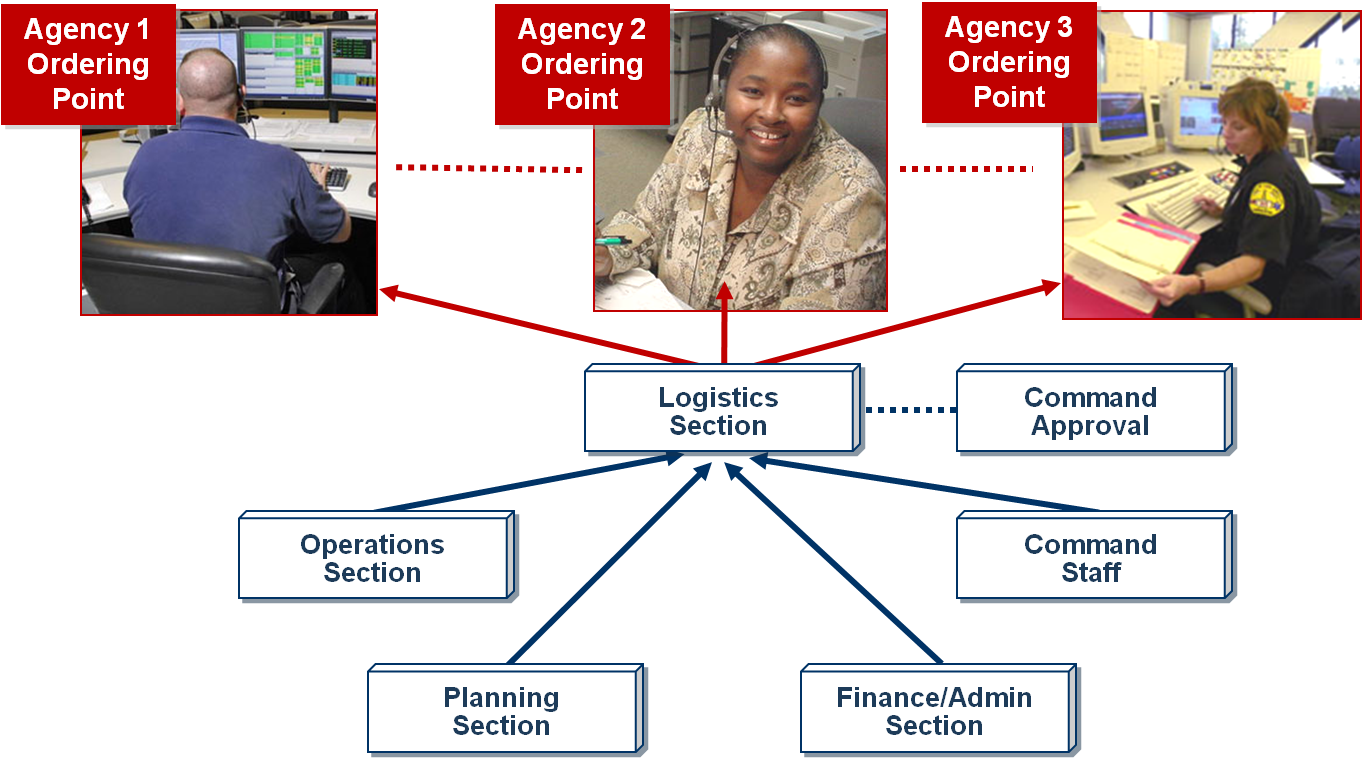 Agency 1
Ordering
Point
Agency 2
Ordering
Point
Agency 3
Ordering
Point
Logistics
Section
Command
Approval
Operations
Section
Command
Staff
Planning
Section
Finance/Admin
Section